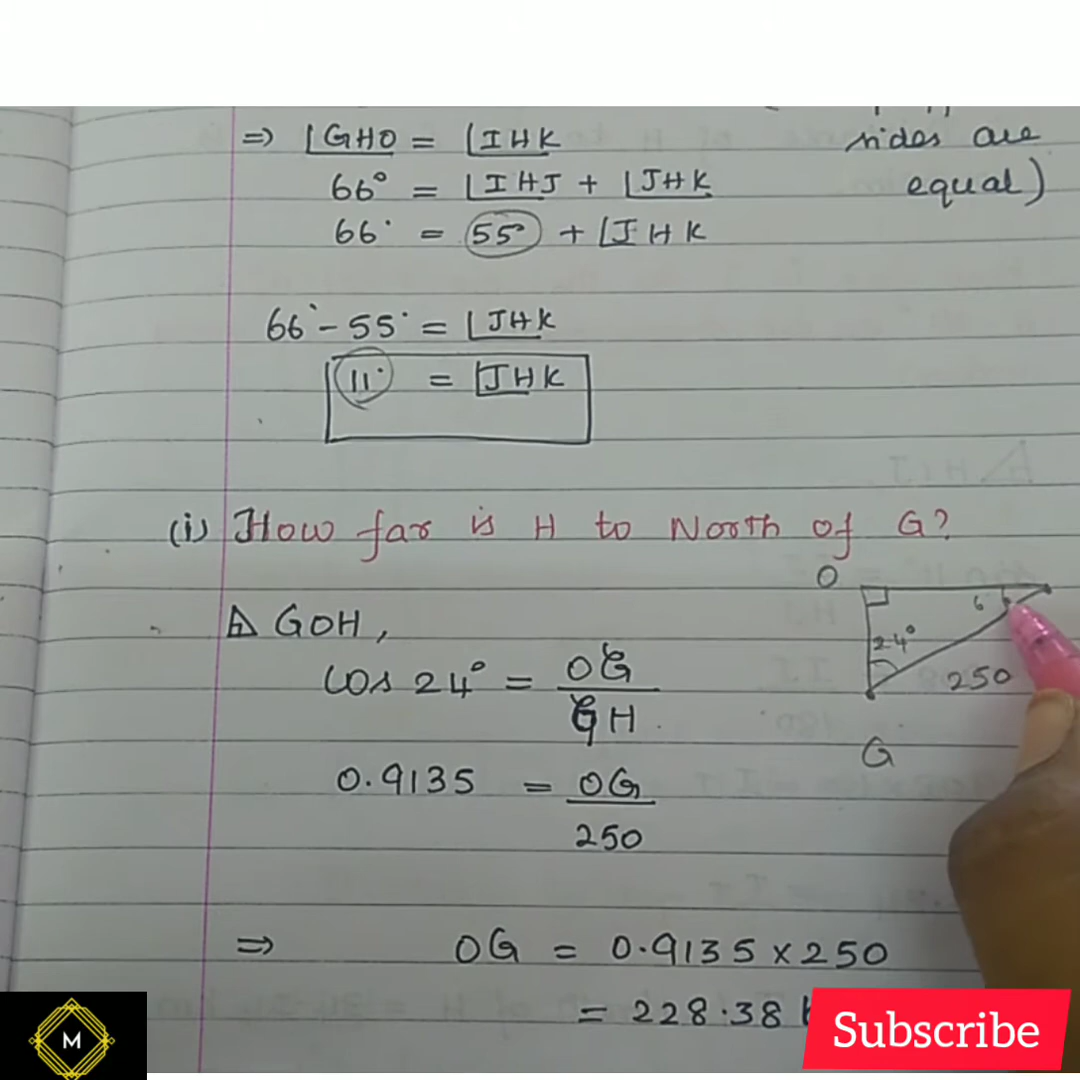 ⇒ ∠GHO = ∠IHK
sides are
66° = ∠IHJ + ∠JHK
equal)
66° = 55° + ∠JHK
66° - 55° = ∠JHK
11° = ∠JHK
(i) How far is H to North of G?
O
△ GOH,
24°
cos 24° = OG
250
GH
G
0.9135 = OG
250
⇒ OG = 0.9135 × 250
= 228.38
M
Subscribe